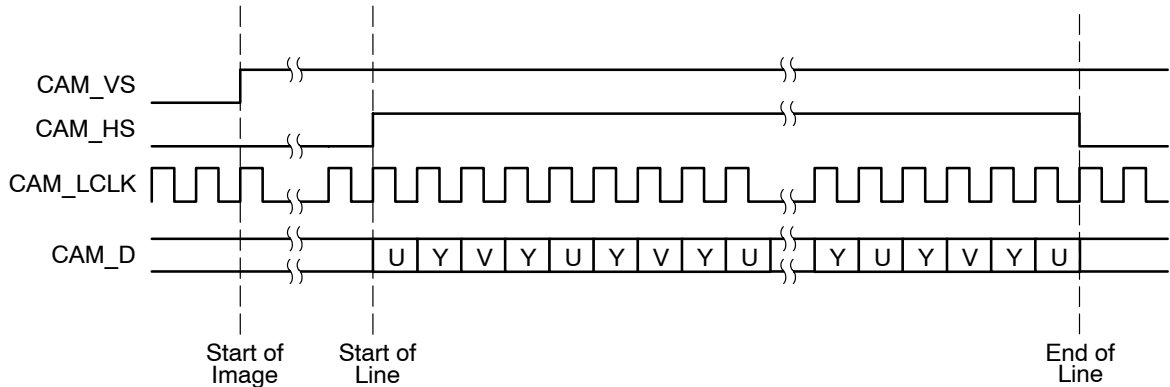 CAM_VS
CAM_HS
CAM_LCLK
CAM_D U Y V Y U Y V Y U Y U Y V Y U
Start of
Image
Start of
Line
End of
Line